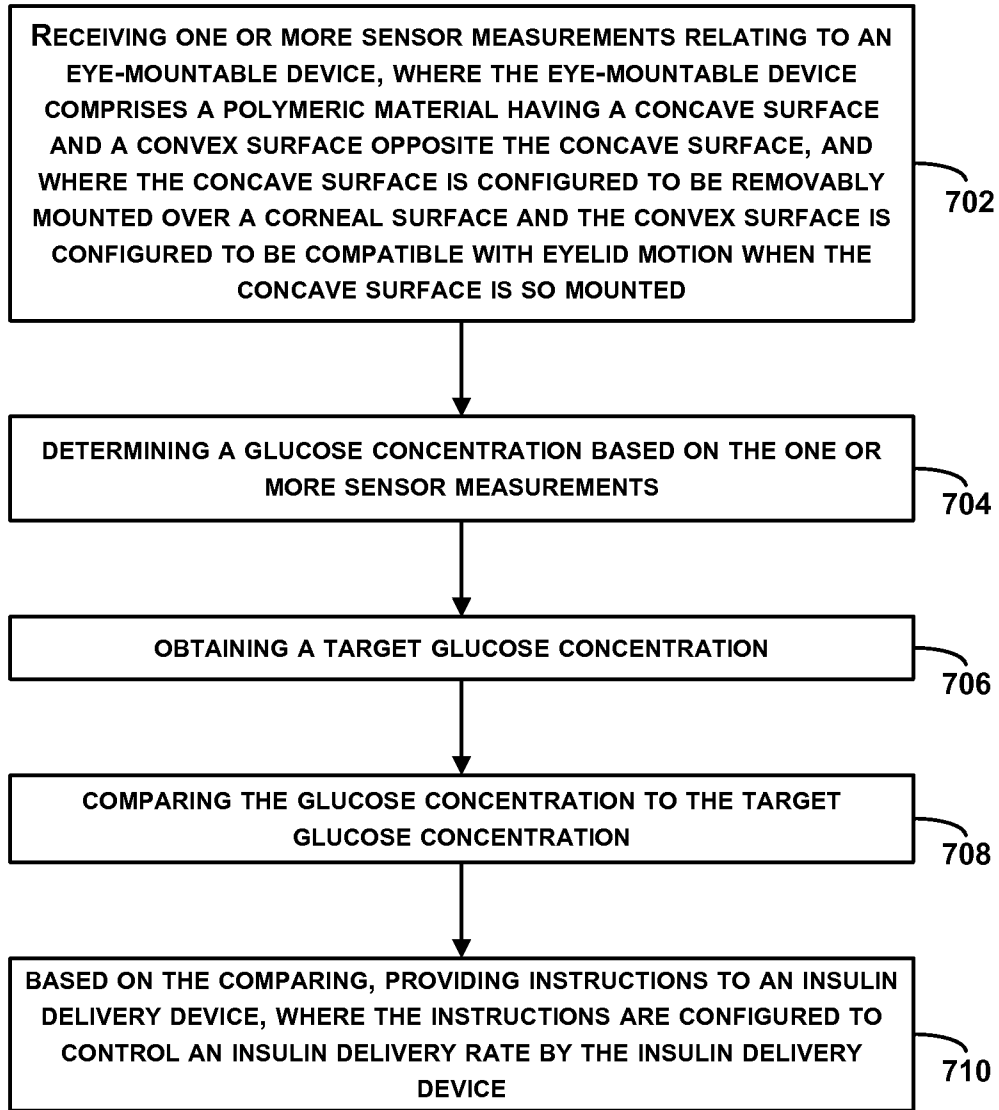 RECEIVING ONE OR MORE SENSOR MEASUREMENTS RELATING TO AN
EYE-MOUNTABLE DEVICE, WHERE THE EYE-MOUNTABLE DEVICE
COMPRISES A POLYMERIC MATERIAL HAVING A CONCAVE SURFACE
AND A CONVEX SURFACE OPPOSITE THE CONCAVE SURFACE, AND
WHERE THE CONCAVE SURFACE IS CONFIGURED TO BE REMOVABLY
MOUNTED OVER A CORNEAL SURFACE AND THE CONVEX SURFACE IS
CONFIGURED TO BE COMPATIBLE WITH EYELID MOTION WHEN THE
CONCAVE SURFACE IS SO MOUNTED
702
DETERMINING A GLUCOSE CONCENTRATION BASED ON THE ONE OR
MORE SENSOR MEASUREMENTS
704
OBTAINING A TARGET GLUCOSE CONCENTRATION
706
COMPARING THE GLUCOSE CONCENTRATION TO THE TARGET
GLUCOSE CONCENTRATION
708
BASED ON THE COMPARING, PROVIDING INSTRUCTIONS TO AN INSULIN
DELIVERY DEVICE, WHERE THE INSTRUCTIONS ARE CONFIGURED TO
CONTROL AN INSULIN DELIVERY RATE BY THE INSULIN DELIVERY
DEVICE
710